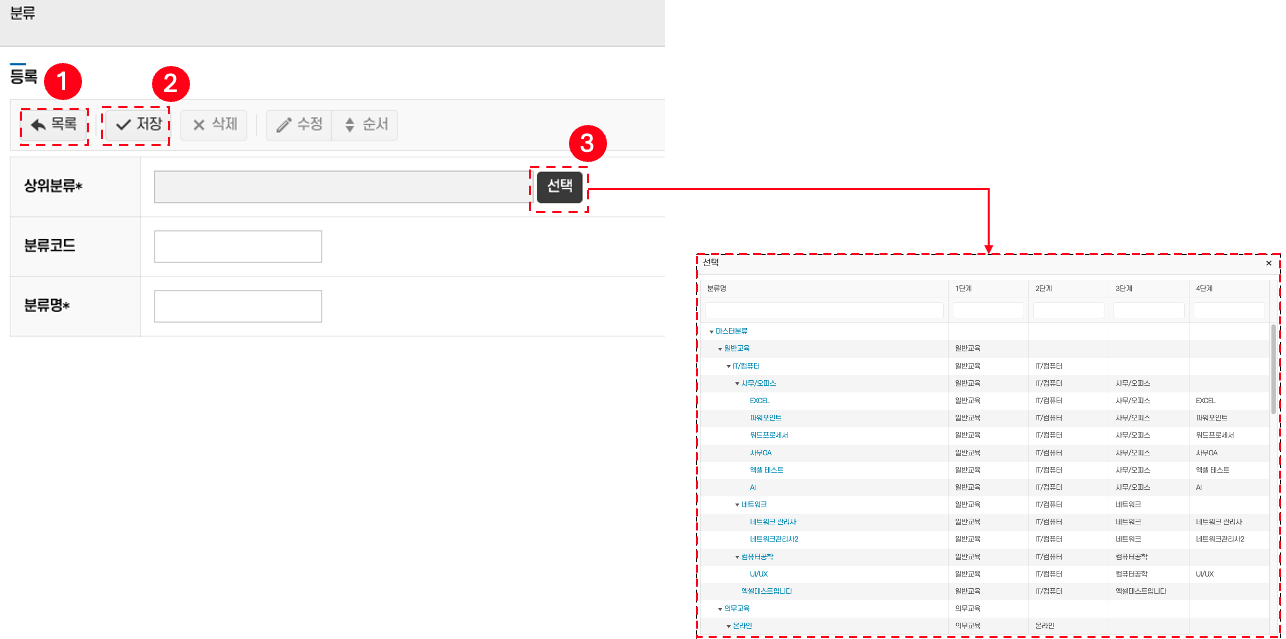 분류
등록
1
2
목록
저장
삭제
수정
순서
3
상위분류*
선택
분류코드
분류명*
선택 ×
분류명 1단계 2단계 3단계 4단계
마스터분류
일반교육 일반교육
IT/컴퓨터 일반교육 IT/컴퓨터
사무/오피스 일반교육 IT/컴퓨터 사무/오피스
EXCEL 일반교육 IT/컴퓨터 사무/오피스 EXCEL
파워포인트 일반교육 IT/컴퓨터 사무/오피스 파워포인트
워드프로세서 일반교육 IT/컴퓨터 사무/오피스 워드프로세서
사무OA 일반교육 IT/컴퓨터 사무/오피스 사무OA
엑셀 테스트 일반교육 IT/컴퓨터 사무/오피스 엑셀 테스트
AI 일반교육 IT/컴퓨터 사무/오피스 AI
네트워크 일반교육 IT/컴퓨터 네트워크
네트워크 관리사 일반교육 IT/컴퓨터 네트워크 네트워크 관리사
네트워크관리사2 일반교육 IT/컴퓨터 네트워크 네트워크관리사2
컴퓨터공학 일반교육 IT/컴퓨터 컴퓨터공학
UI/UX 일반교육 IT/컴퓨터 컴퓨터공학 UI/UX
엑셀테스트입니다 일반교육 IT/컴퓨터 엑셀테스트입니다
의무교육 의무교육
온라인 의무교육 온라인